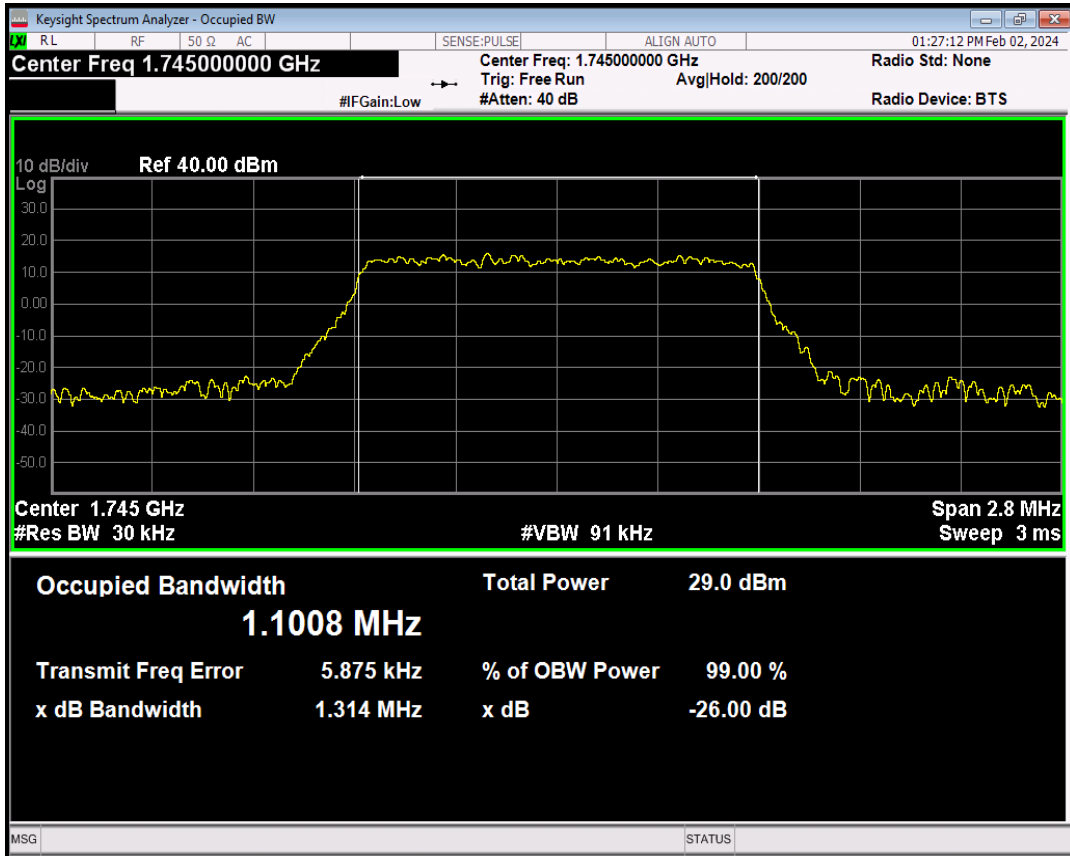 Keysight Spectrum Analyzer - Occupied BW
LXI RL RF 50 Ω AC SENSE:PULSE ALIGN AUTO 01:27:12 PM Feb 02, 2024
Center Freq 1.745000000 GHz
Center Freq: 1.745000000 GHz
Radio Std: None
Trig: Free Run Avg|Hold: 200/200
#IFGain:Low #Atten: 40 dB Radio Device: BTS
10 dB/div Ref 40.00 dBm
Log
30.0
20.0
10.0
0.00
-10.0
-20.0
-30.0
-40.0
-50.0
Center 1.745 GHz Span 2.8 MHz
#Res BW 30 kHz #VBW 91 kHz Sweep 3 ms
Occupied Bandwidth Total Power 29.0 dBm
1.1008 MHz
Transmit Freq Error 5.875 kHz % of OBW Power 99.00 %
x dB Bandwidth 1.314 MHz x dB -26.00 dB
MSG STATUS